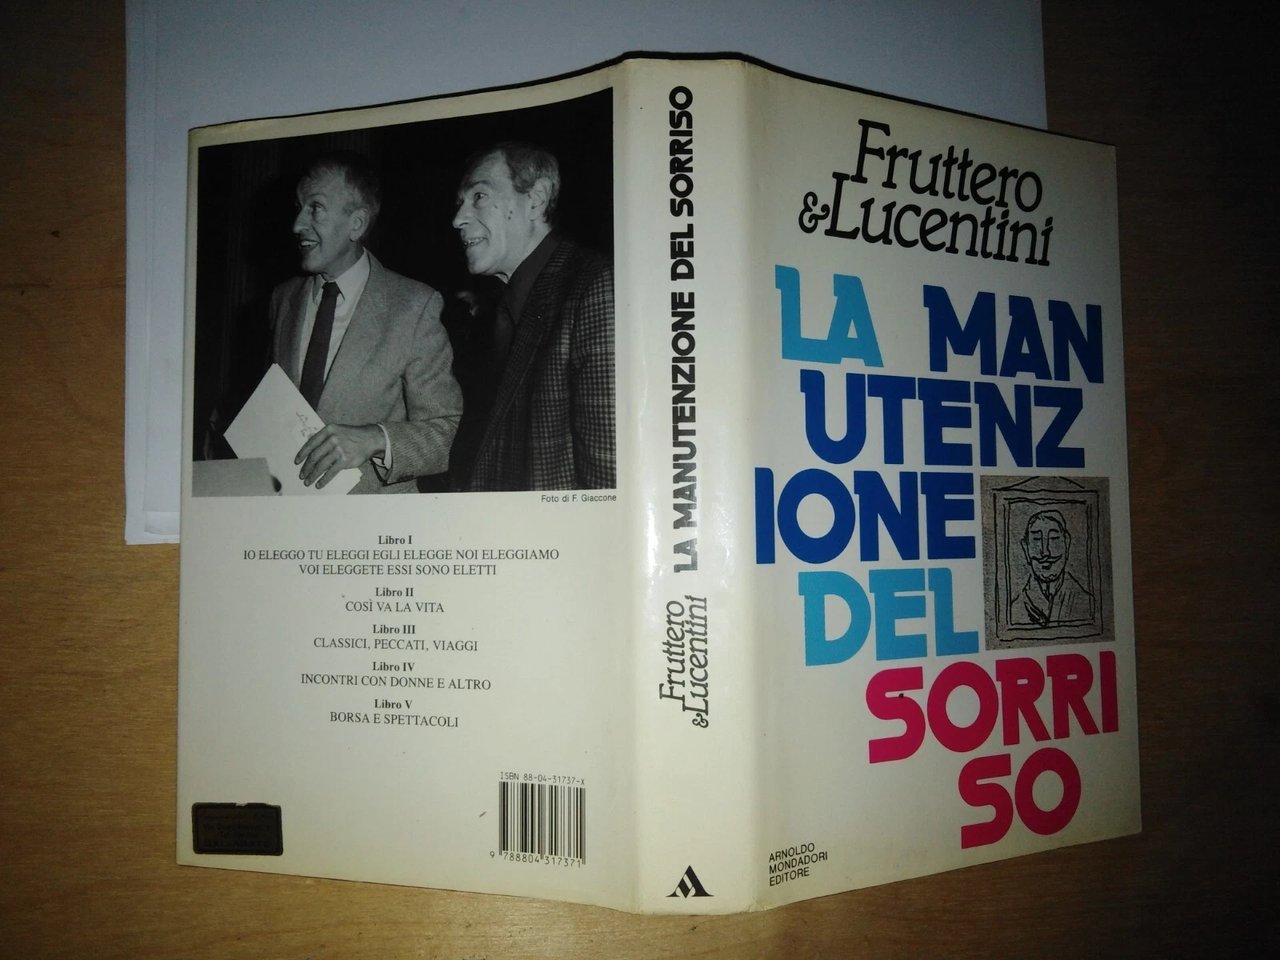 Foto di F. Giaccone
Libro I
IO ELEGGO TU ELEGGI EGLI ELEGGE NOI ELEGGIAMO
VOI ELEGGETE ESSI SONO ELETTI
Libro II
COSÌ VA LA VITA
Libro III
CLASSICI, PECCATI, VIAGGI
Libro IV
INCONTRI CON DONNE E ALTRO
Libro V
BORSA E SPETTACOLI
ISBN 88-04-31737-X
9 788804 317371
LA MANUTENZIONE DEL SORRISO
Fruttero
&Lucentini
Fruttero
&Lucentini
LA MAN
UTENZ
IONE
DEL
SORRI
SO
ARNOLDO
MONDADORI
EDITORE